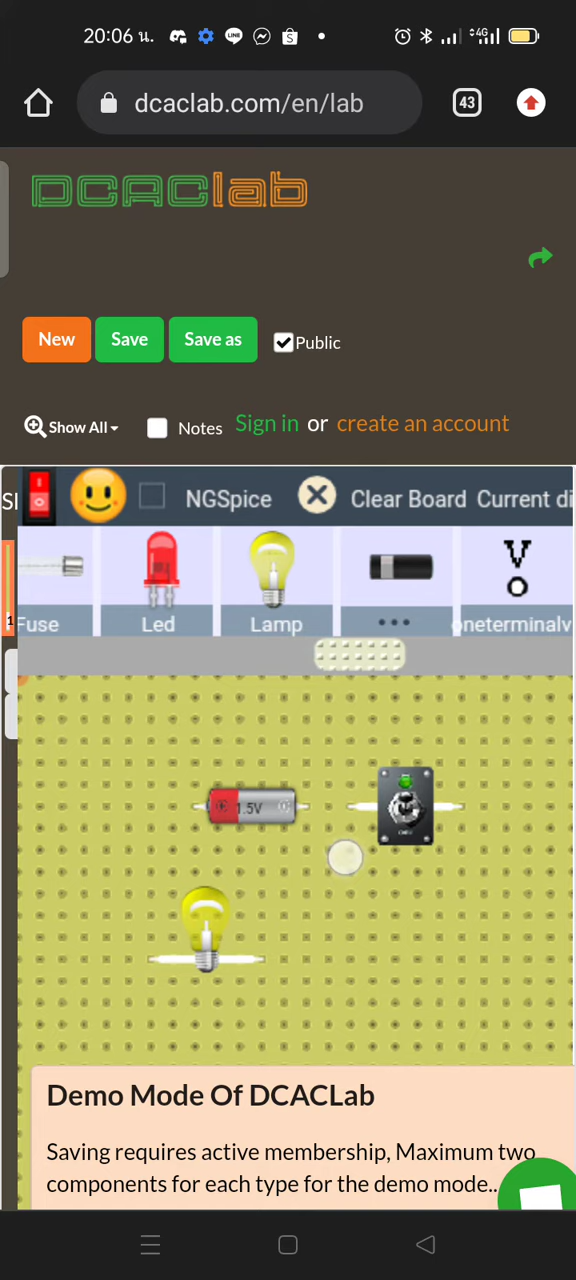 20:06 น.
4G
dcaclab.com/en/lab
43
DCAClab
New
Save
Save as
Public
Show All
Notes
Sign in or create an account
NGSpice
Clear Board
Current di
Fuse
Led
Lamp
•••
V
oneterminalv
1
1.5V
Demo Mode Of DCACLab
Saving requires active membership, Maximum two
components for each type for the demo mode..